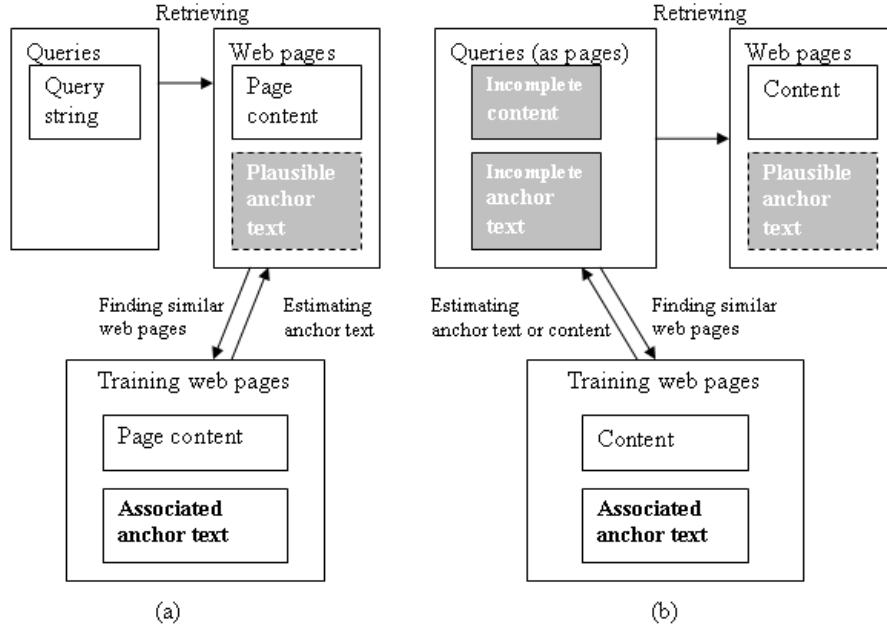 Retrieving
Queries
Query
string
Web pages
Page
content
Plausible
anchor
text
Finding similar
web pages
Estimating
anchor text
Training web pages
Page content
Associated
anchor text
(a)
Retrieving
Queries (as pages)
Incomplete
content
Incomplete
anchor
text
Web pages
Content
Plausible
anchor
text
Estimating
anchor text or content
Finding similar
web pages
Training web pages
Content
Associated
anchor text
(b)